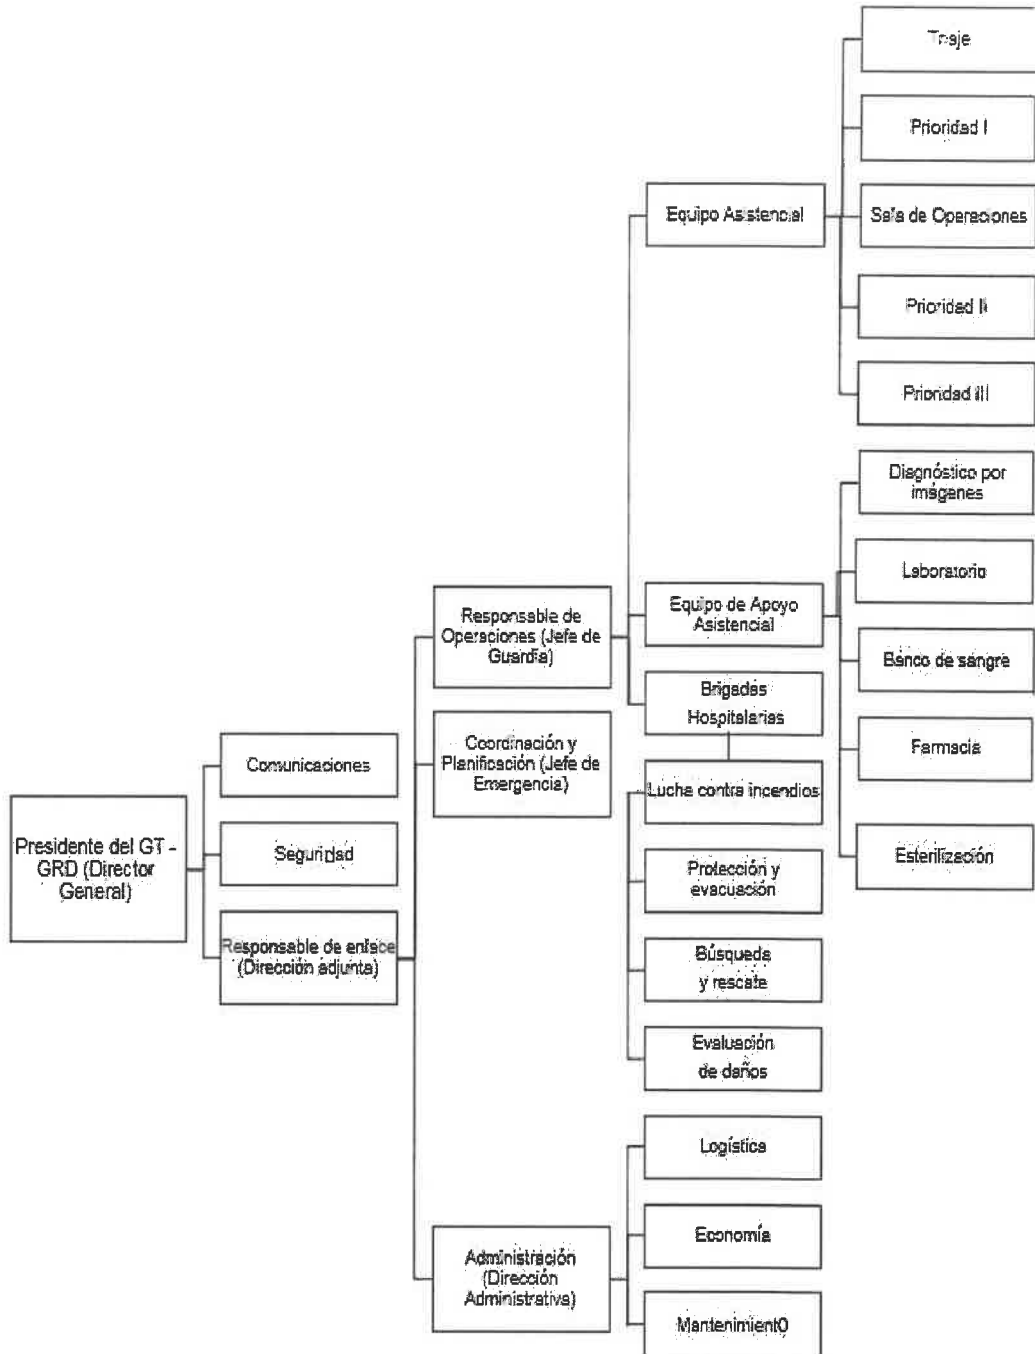 Presidente del GT -
GRD (Director
General)
Comunicaciones
Seguridad
Responsable de enlace
(Dirección adjunta)
Responsable de
Operaciones (Jefe de
Guardia)
Coordinación y
Planificación (Jefe de
Emergencia)
Administración
(Dirección
Administrativa)
Equipo Asistencial
Equipo de Apoyo
Asistencial
Brigadas
Hospitalarias
Lucha contra incendios
Protección y
evacuación
Búsqueda
y rescate
Evaluación
de daños
Logística
Economía
Mantenimiento
Triaje
Prioridad I
Sala de Operaciones
Prioridad II
Prioridad III
Diagnóstico por
imágenes
Laboratorio
Banco de sangre
Farmacia
Esterilización